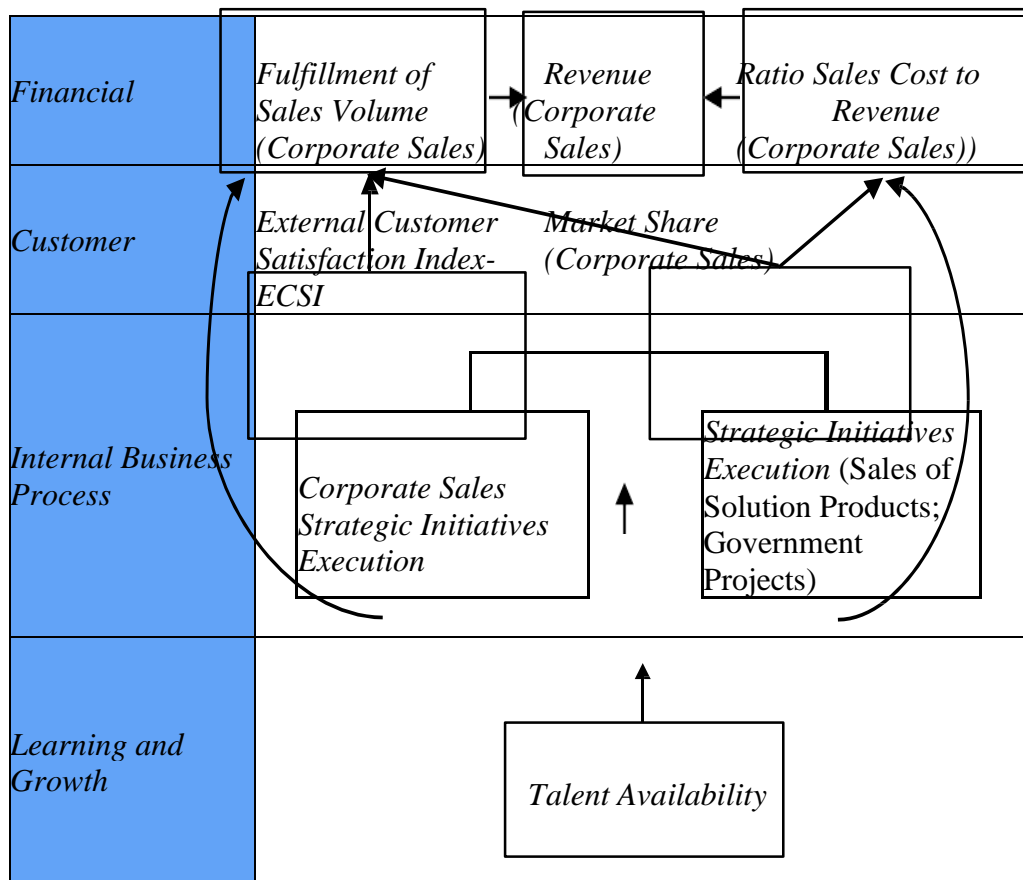 Financial
Fulfillment of
Sales Volume
(Corporate Sales)
Revenue
(Corporate
Sales)
Ratio Sales Cost to
Revenue
(Corporate Sales))
Customer
External Customer
Satisfaction Index-
ECSI
Market Share
(Corporate Sales)
Internal Business
Process
Corporate Sales
Strategic Initiatives
Execution
Strategic Initiatives
Execution (Sales of
Solution Products;
Government
Projects)
Learning and
Growth
Talent Availability